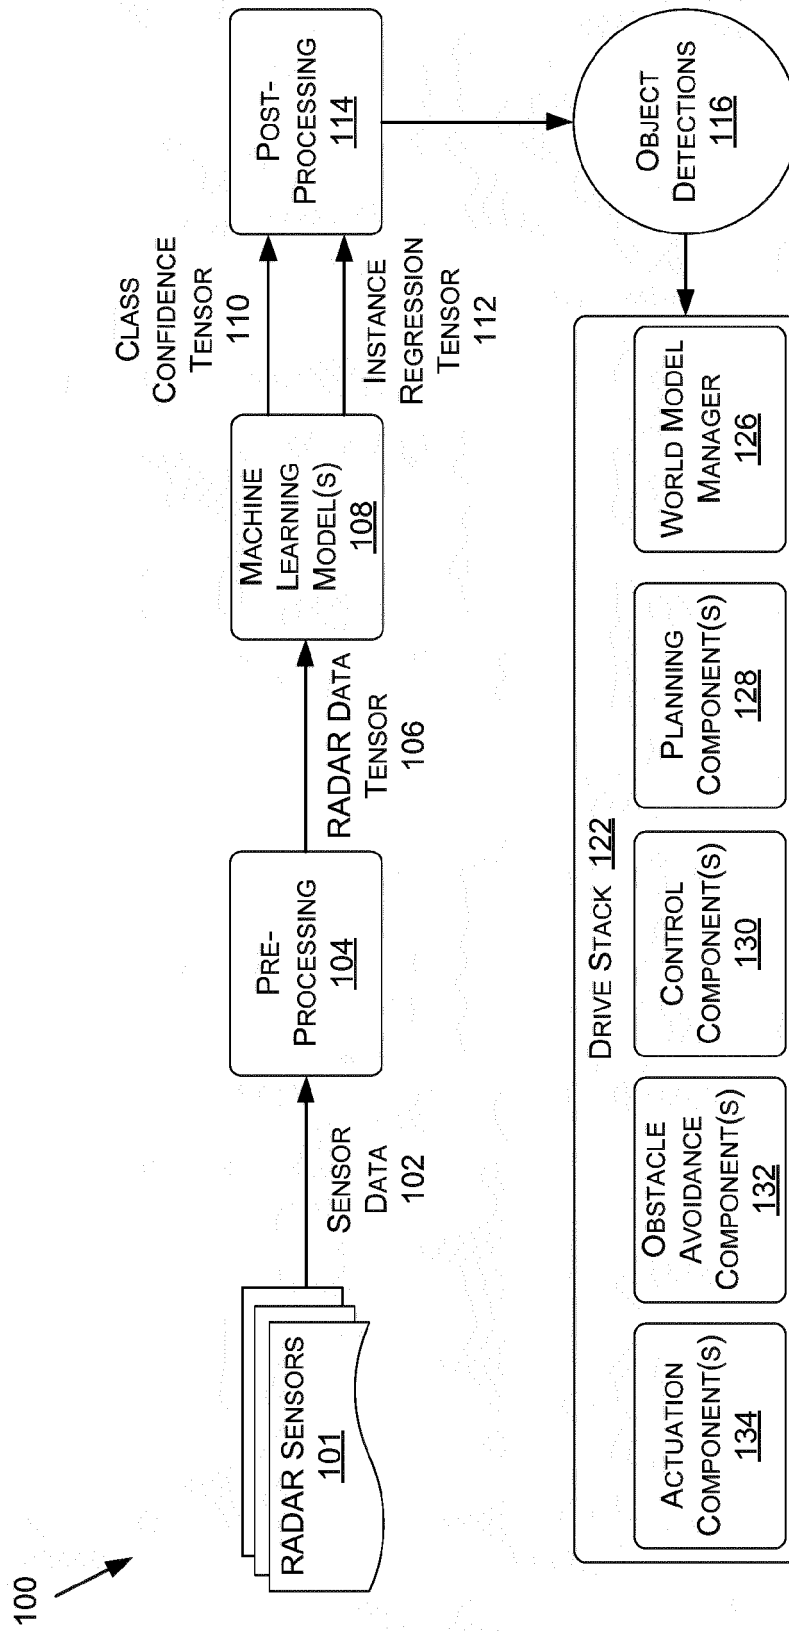 100
RADAR SENSORS
101
SENSOR
DATA
102
PRE-
PROCESSING
104
RADAR DATA
TENSOR
106
MACHINE
LEARNING
MODEL(S)
108
CLASS
CONFIDENCE
TENSOR
110
INSTANCE
REGRESSION
TENSOR
112
POST-
PROCESSING
114
OBJECT
DETECTIONS
116
DRIVE STACK 122
ACTUATION
COMPONENT(S)
134
OBSTACLE
AVOIDANCE
COMPONENT(S)
132
CONTROL
COMPONENT(S)
130
PLANNING
COMPONENT(S)
128
WORLD MODEL
MANAGER
126